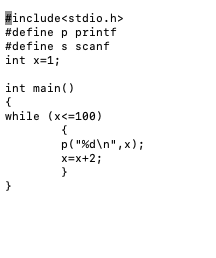 #include<stdio.h>
#define p printf
#define s scanf
int x=1;

int main()
{
while (x<=100)
        {
        p("%d\n",x);
        x=x+2;
        }
}